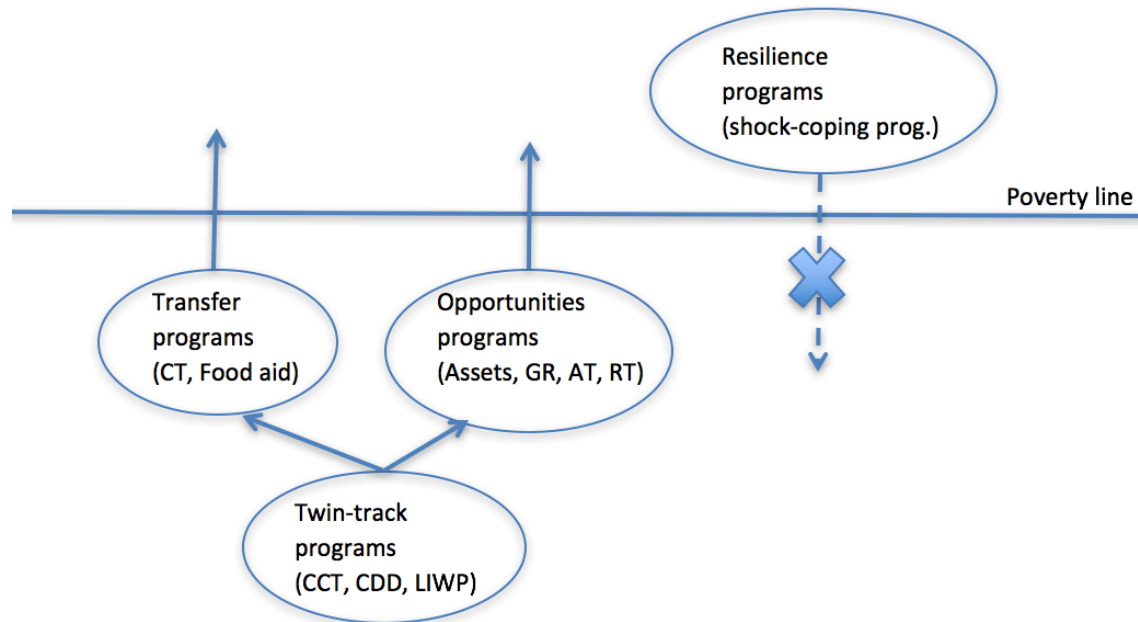 Resilience
programs
(shock-coping prog.)
Poverty line
Transfer
programs
(CT, Food aid)
Opportunities
programs
(Assets, GR, AT, RT)
Twin-track
programs
(CCT, CDD, LIWP)